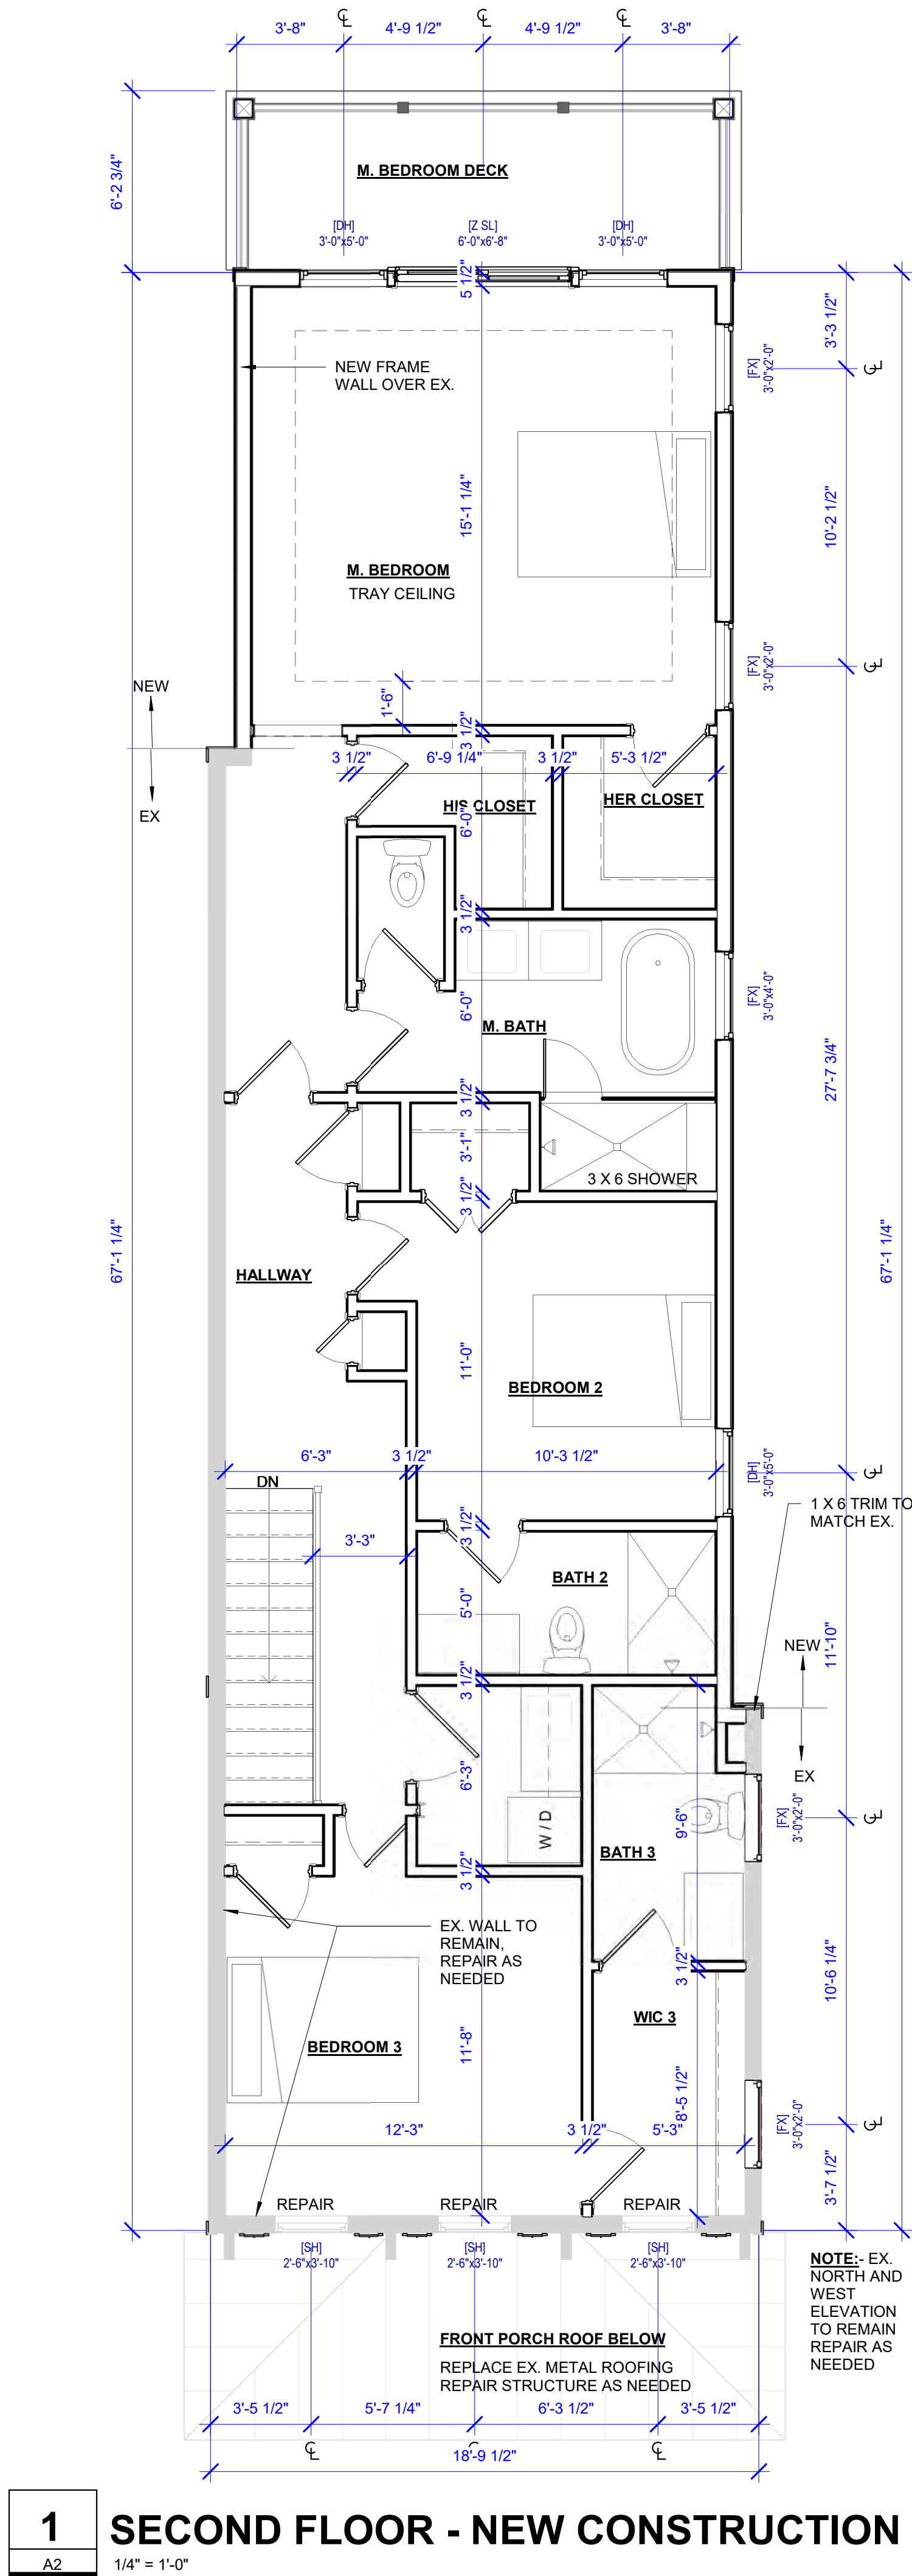 3'-8"
4'-9 1/2"
4'-9 1/2"
3'-8"
6'-2 3/4"
M. BEDROOM DECK
[DH]
3'-0"x5'-0"
[Z SL]
6'-0"x6'-8"
[DH]
3'-0"x5'-0"
5 1/2"
3'-3 1/2"
NEW FRAME
WALL OVER EX.
[FX]
3'-0"x2'-0"
15'-1 1/4"
10'-2 1/2"
M. BEDROOM
TRAY CEILING
[FX]
3'-0"x2'-0"
NEW
1'-6"
3 1/2"
3 1/2"
6'-9 1/4"
3 1/2"
5'-3 1/2"
EX
HIS CLOSET
HER CLOSET
6'-0"
3 1/2"
[FX]
3'-0"x4'-0"
6'-0"
M. BATH
27'-7 3/4"
3 1/2"
3'-1"
3 X 6 SHOWER
3 1/2"
67'-1 1/4"
67'-1 1/4"
HALLWAY
11'-0"
BEDROOM 2
6'-3"
3 1/2"
10'-3 1/2"
[DH]
3'-0"x5'-0"
DN
1 X 6 TRIM TO
MATCH EX.
3 1/2"
3'-3"
BATH 2
5'-0"
NEW
11'-10"
3 1/2"
EX
6'-3"
W / D
9'-6"
[FX]
3'-0"x2'-0"
BATH 3
3 1/2"
EX. WALL TO
REMAIN,
REPAIR AS
NEEDED
3 1/2"
10'-6 1/4"
WIC 3
BEDROOM 3
11'-8"
8'-5 1/2"
12'-3"
3 1/2"
5'-3"
[FX]
3'-0"x2'-0"
3'-7 1/2"
REPAIR
REPAIR
REPAIR
[SH]
2'-6"x3'-10"
[SH]
2'-6"x3'-10"
[SH]
2'-6"x3'-10"
NOTE:- EX.
NORTH AND
WEST
ELEVATION
TO REMAIN
REPAIR AS
NEEDED
FRONT PORCH ROOF BELOW
REPLACE EX. METAL ROOFING
REPAIR STRUCTURE AS NEEDED
3'-5 1/2"
5'-7 1/4"
6'-3 1/2"
3'-5 1/2"
18'-9 1/2"
1
A2
SECOND FLOOR - NEW CONSTRUCTION
1/4" = 1'-0"